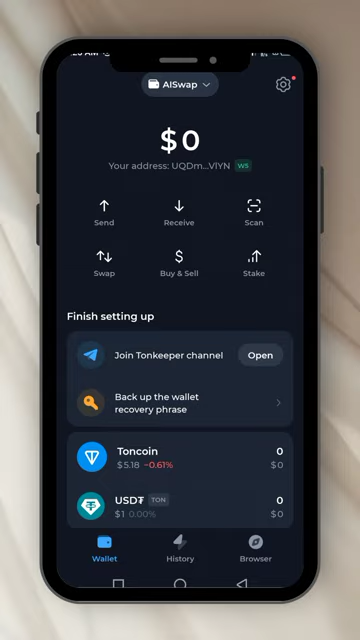 AISwap
$0
Your address: UQDm...VlYN W5
Send
Receive
Scan
Swap
Buy & Sell
Stake
Finish setting up
Join Tonkeeper channel
Open
Back up the wallet
recovery phrase
Toncoin
0
$5.18 −0.61%
$0
USD₮ TON
0
$1 0.00%
$0
Wallet
History
Browser